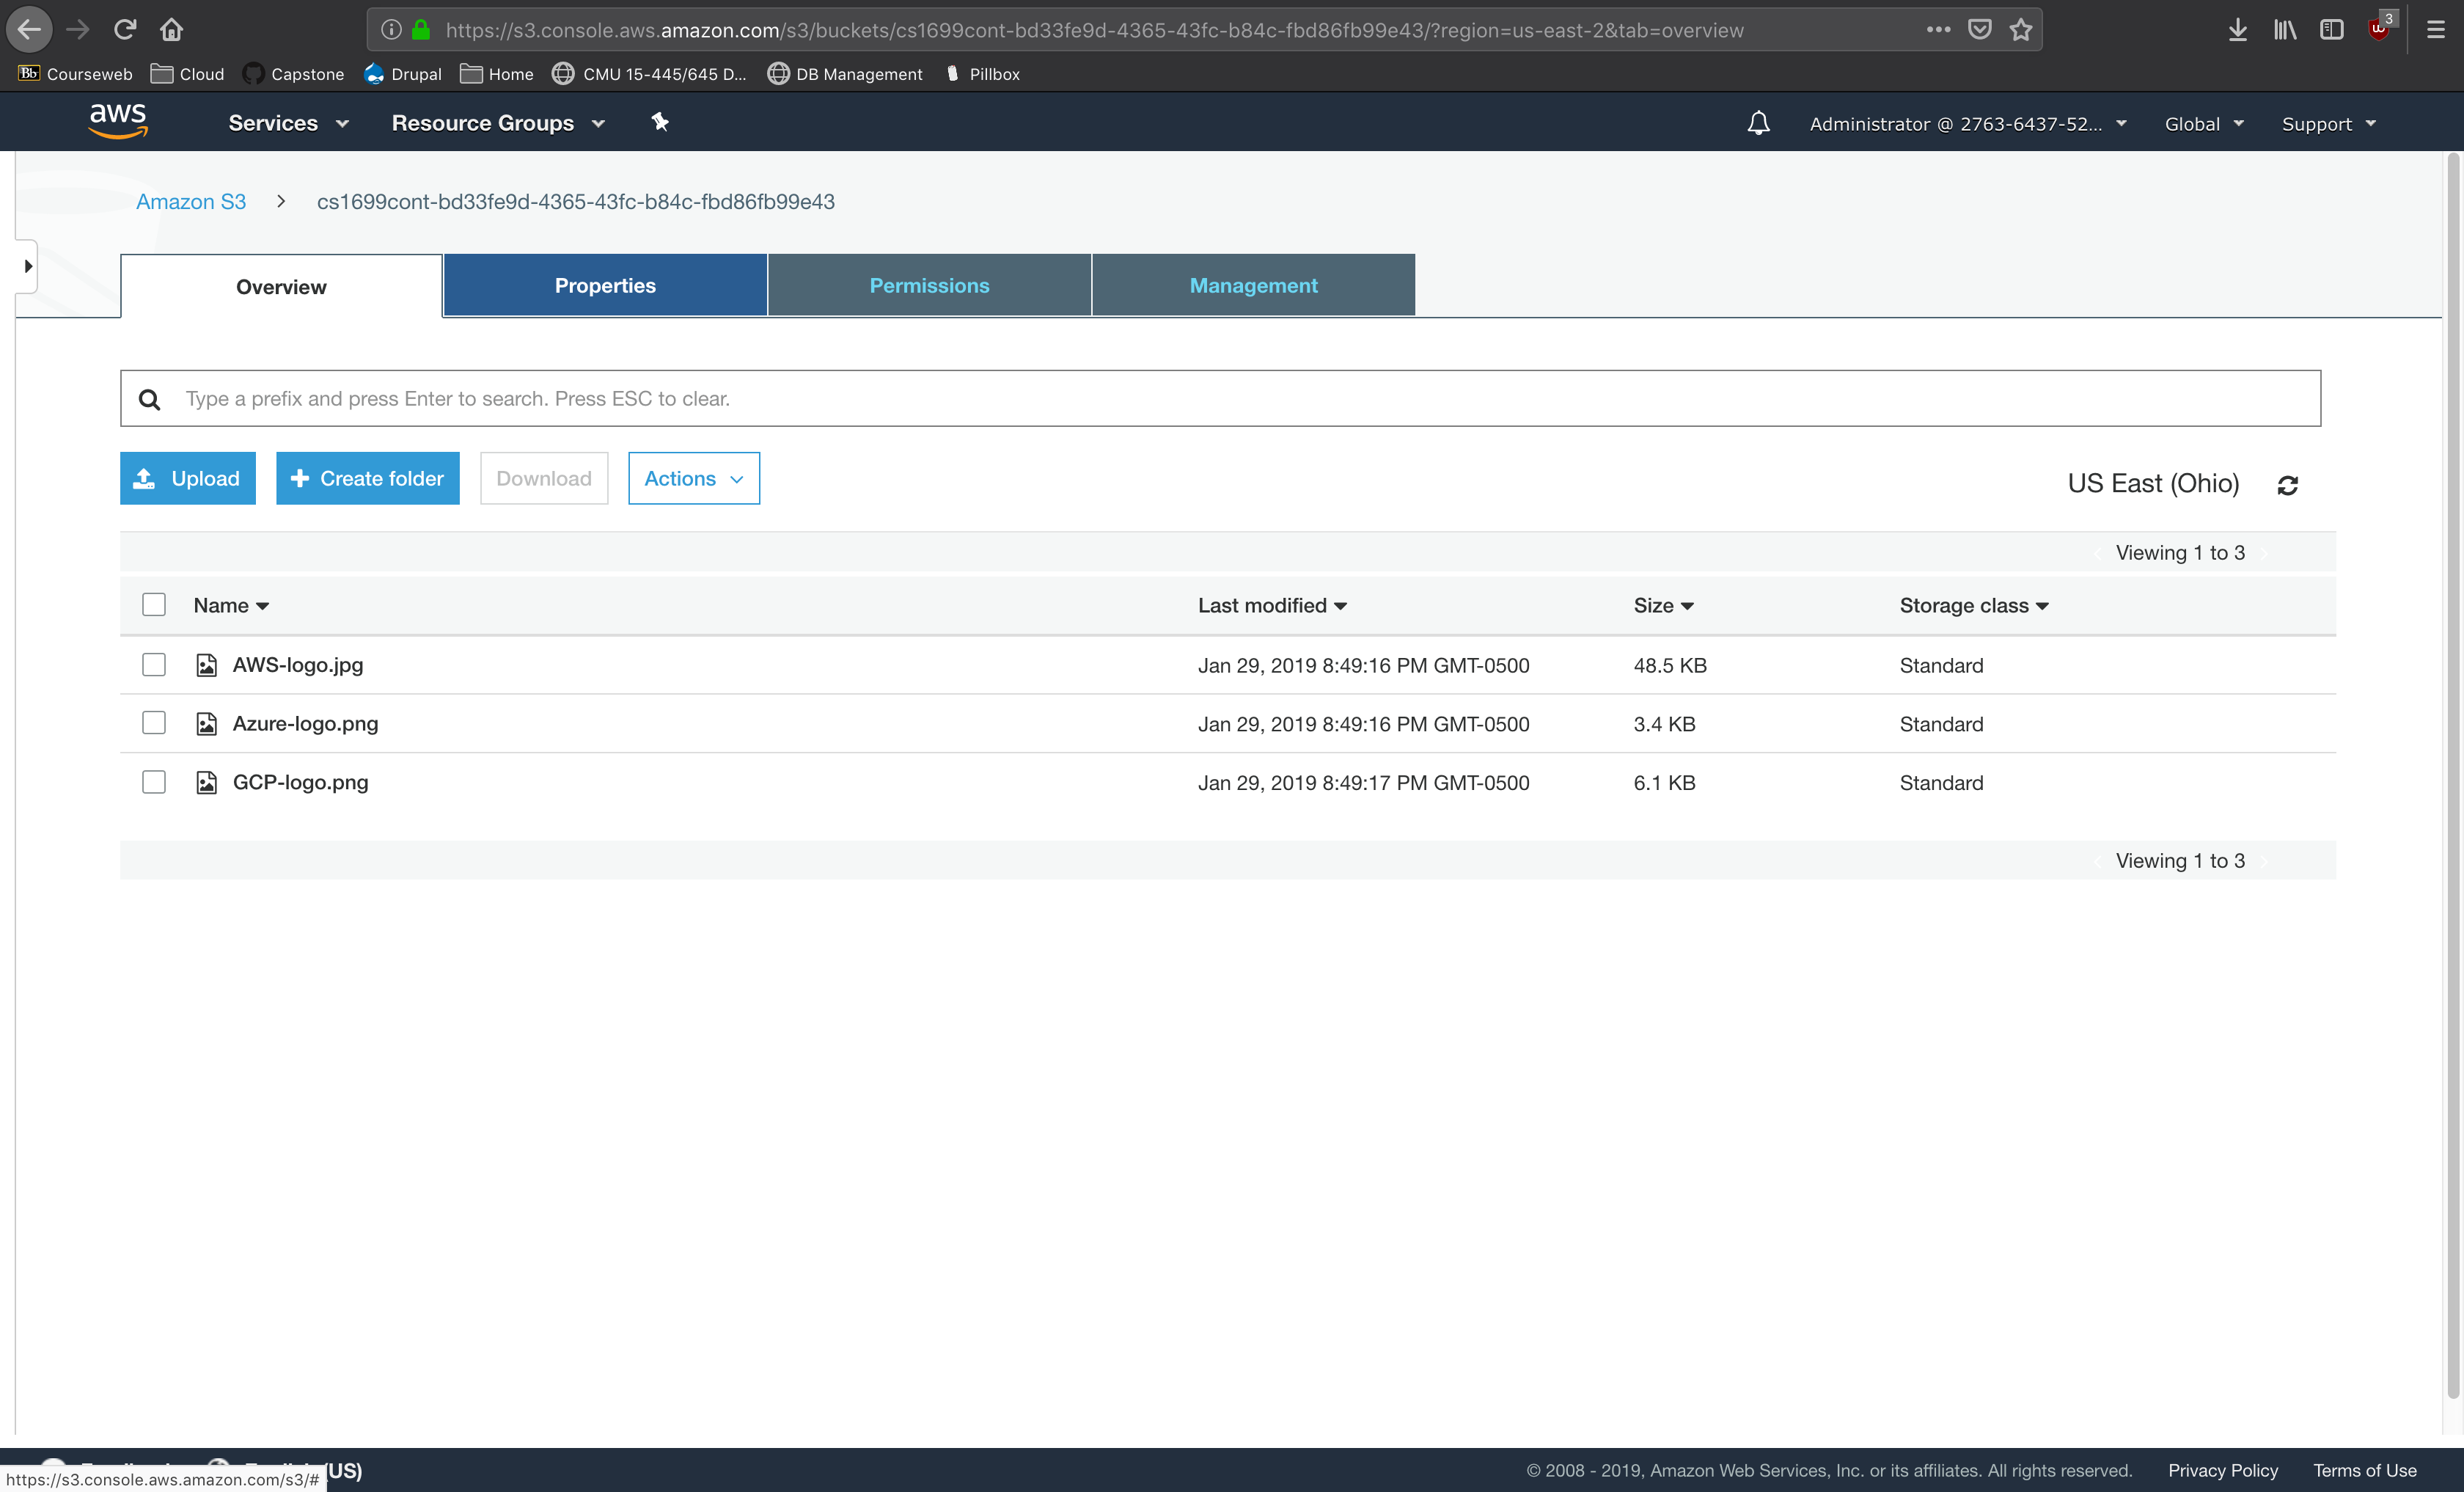 https://s3.console.aws.amazon.com/s3/buckets/cs1699cont-bd33fe9d-4365-43fc-b84c-fbd86fb99e43/?region=us-east-2&tab=overview
3
Bb Courseweb Cloud Capstone Drupal Home CMU 15-445/645 D... DB Management Pillbox
aws Services Resource Groups Administrator @ 2763-6437-52... Global Support
Amazon S3 > cs1699cont-bd33fe9d-4365-43fc-b84c-fbd86fb99e43
Overview Properties Permissions Management
Type a prefix and press Enter to search. Press ESC to clear.
Upload Create folder Download Actions US East (Ohio)
Viewing 1 to 3
Name Last modified Size Storage class
AWS-logo.jpg Jan 29, 2019 8:49:16 PM GMT-0500 48.5 KB Standard
Azure-logo.png Jan 29, 2019 8:49:16 PM GMT-0500 3.4 KB Standard
GCP-logo.png Jan 29, 2019 8:49:17 PM GMT-0500 6.1 KB Standard
Viewing 1 to 3
(US) © 2008 - 2019, Amazon Web Services, Inc. or its affiliates. All rights reserved. Privacy Policy Terms of Use
https://s3.console.aws.amazon.com/s3/#